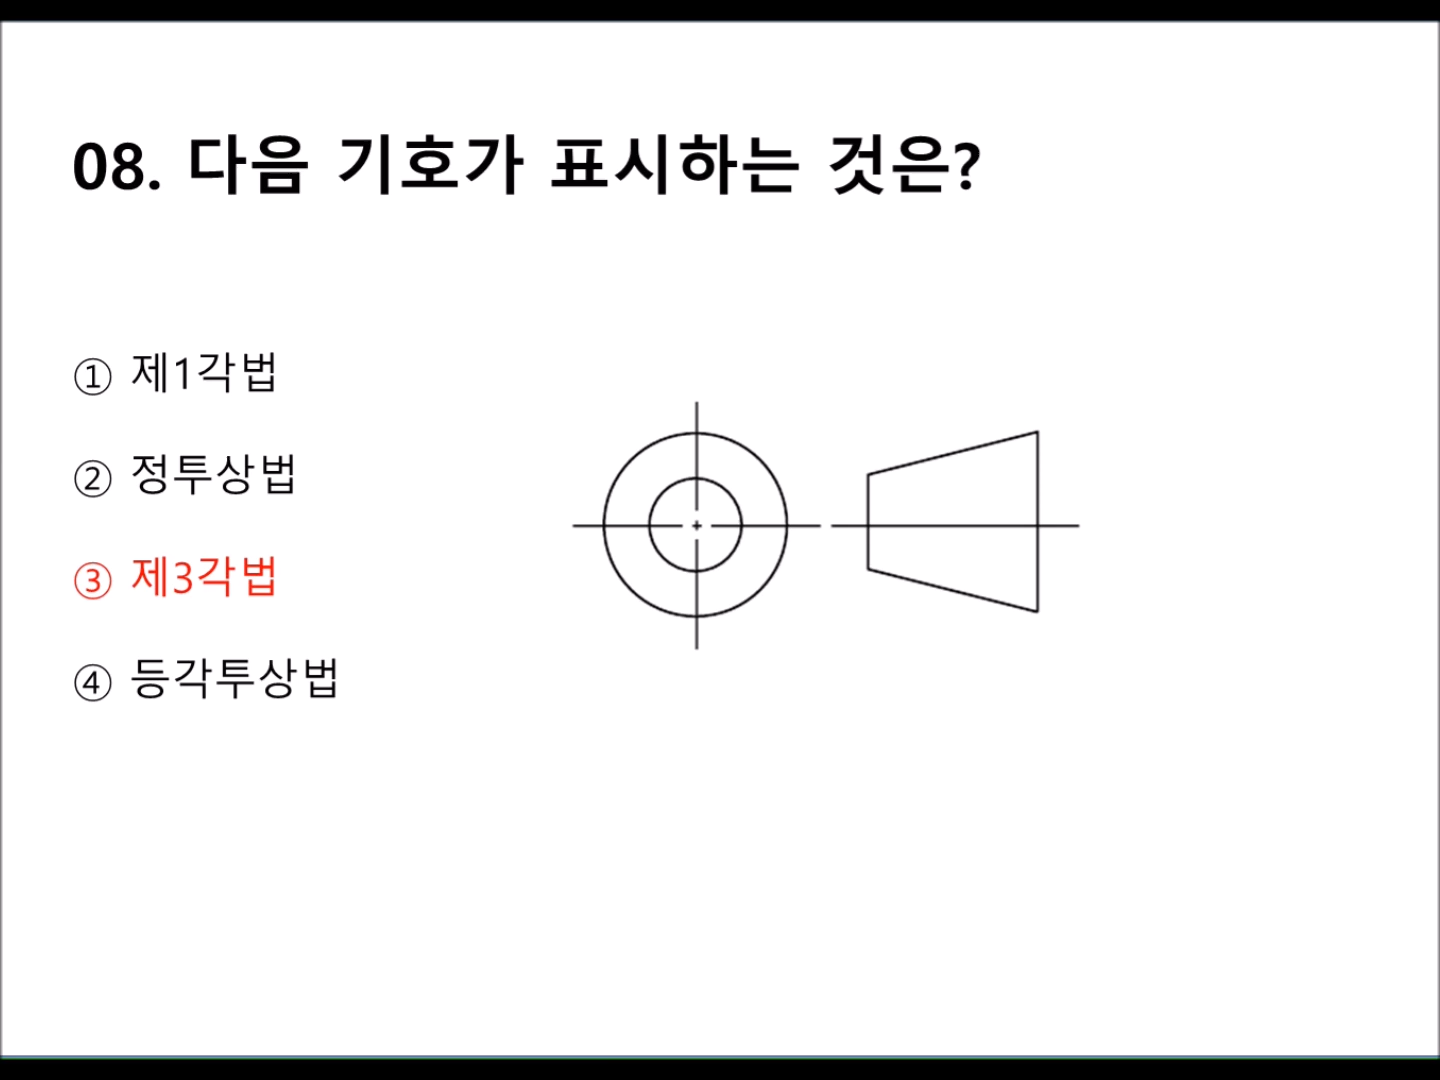 08. 다음 기호가 표시하는 것은?
① 제1각법
② 정투상법
③ 제3각법
④ 등각투상법